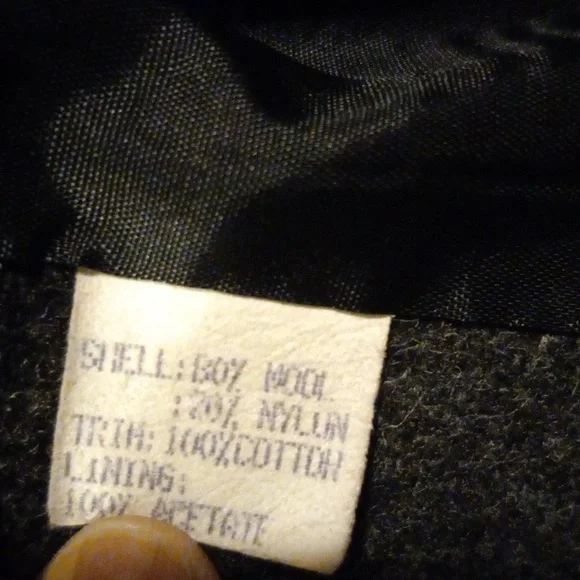 SHELL: 80% WOOL
: 20% NYLON
TRIM: 100% COTTON
LINING:
100% ACETATE